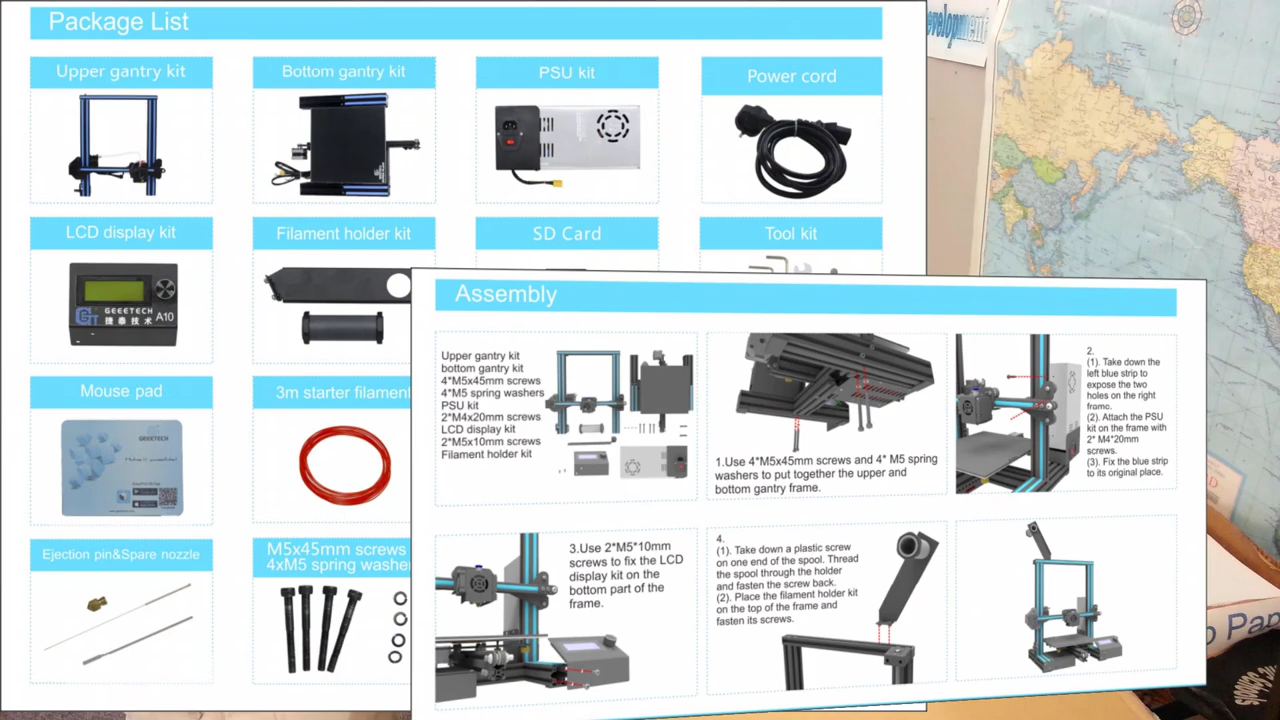 Package List
Upper gantry kit
Bottom gantry kit
PSU kit
Power cord
LCD display kit
Filament holder kit
SD Card
Tool kit
GEEETECH
捷泰技术
A10
Mouse pad
3m starter filament
GEEETECH
Ejection pin&Spare nozzle
M5x45mm screws
4xM5 spring washe
Assembly
Upper gantry kit
bottom gantry kit
4*M5x45mm screws
4*M5 spring washers
PSU kit
2*M4x20mm screws
LCD display kit
2*M5x10mm screws
Filament holder kit
1.Use 4*M5x45mm screws and 4* M5 spring
washers to put together the upper and
bottom gantry frame.
2.
(1). Take down the
left blue strip to
expose the two
holes on the right
frame.
(2). Attach the PSU
kit on the frame with
2* M4*20mm
screws.
(3). Fix the blue strip
to its original place.
3.Use 2*M5*10mm
screws to fix the LCD
display kit on the
bottom part of the
frame.
4.
(1). Take down a plastic screw
on one end of the spool. Thread
the spool through the holder
and fasten the screw back.
(2). Place the filament holder kit
on the top of the frame and
fasten its screws.
evelopment